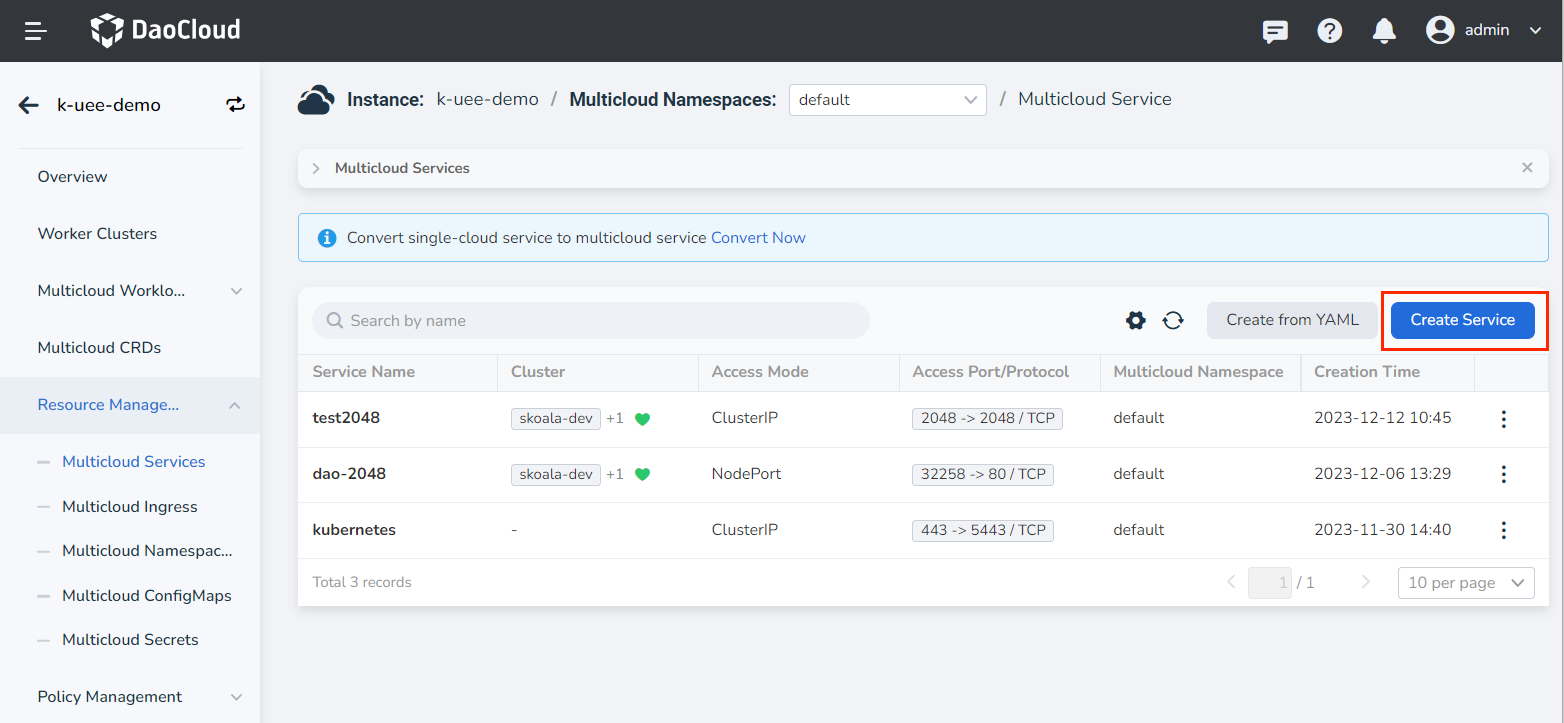 DaoCloud
admin
k-uee-demo
Overview
Worker Clusters
Multicloud Worklo...
Multicloud CRDs
Resource Manage...
Multicloud Services
Multicloud Ingress
Multicloud Namespac...
Multicloud ConfigMaps
Multicloud Secrets
Policy Management
Instance: k-uee-demo / Multicloud Namespaces: default / Multicloud Service
Multicloud Services
Convert single-cloud service to multicloud service Convert Now
Search by name
Create from YAML
Create Service
Service Name Cluster Access Mode Access Port/Protocol Multicloud Namespace Creation Time
test2048 skoala-dev +1 ClusterIP 2048 -> 2048 / TCP default 2023-12-12 10:45
dao-2048 skoala-dev +1 NodePort 32258 -> 80 / TCP default 2023-12-06 13:29
kubernetes - ClusterIP 443 -> 5443 / TCP default 2023-11-30 14:40
Total 3 records
1 / 1
10 per page